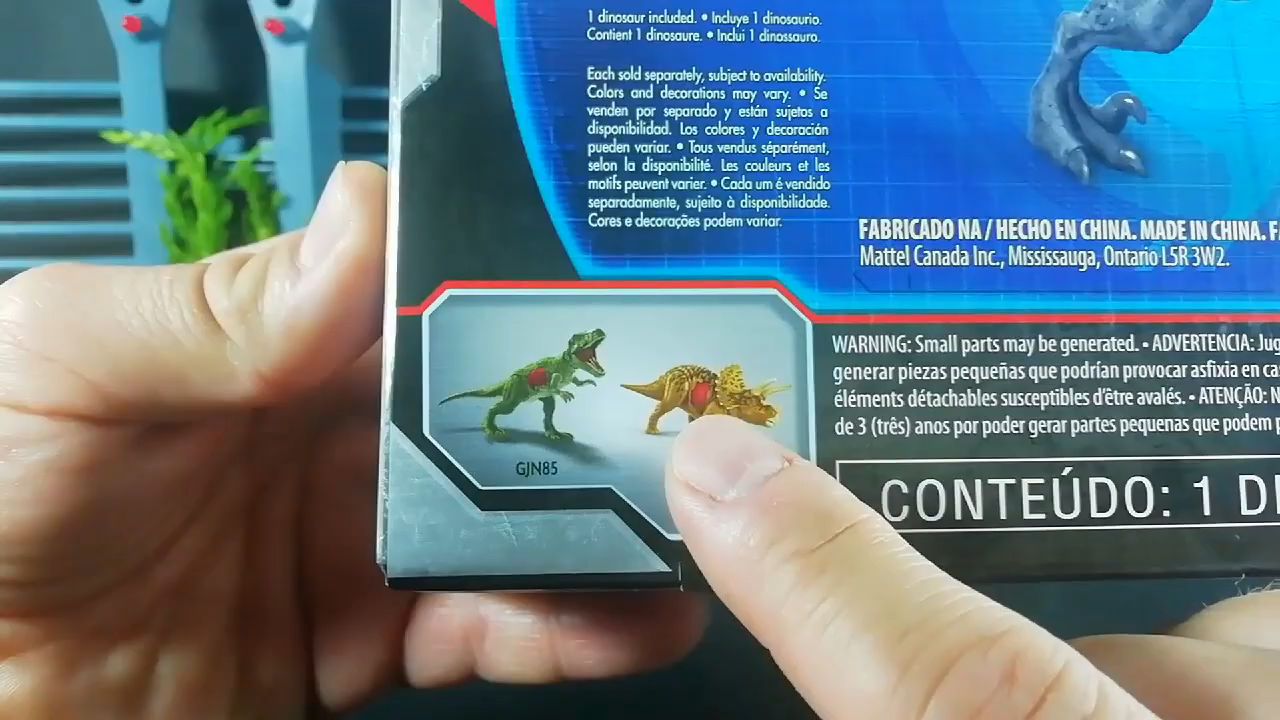 1 dinosaur included. • Incluye 1 dinosaurio.
Contient 1 dinosaure. • Inclui 1 dinossauro.
Each sold separately, subject to availability.
Colors and decorations may vary. • Se
venden por separado y están sujetos a
disponibilidad. Los colores y decoración
pueden variar. • Tous vendus séparément,
selon la disponibilité. Les couleurs et les
motifs peuvent varier. • Cada um é vendido
separadamente, sujeito à disponibilidade.
Cores e decorações podem variar.
FABRICADO NA / HECHO EN CHINA. MADE IN CHINA.
Mattel Canada Inc., Mississauga, Ontario L5R 3W2.
WARNING: Small parts may be generated. • ADVERTENCIA:
generar piezas pequeñas que podrían provocar asfixia en
éléments détachables susceptibles d'être avalés. • ATENÇÃO:
de 3 (três) anos por poder gerar partes pequenas que podem
CONTEÚDO: 1
GJN85